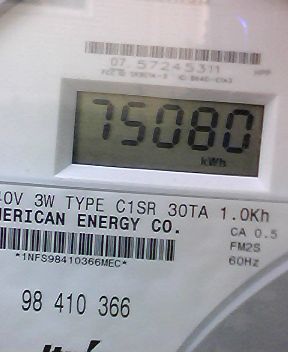 07. 57245311
75080
kWh
40V 3W TYPE C1SR 30TA 1.0Kh
MERICAN ENERGY CO.
CA 0.5
FM2S
60Hz
*1NFS98410366MEC*
98 410 366